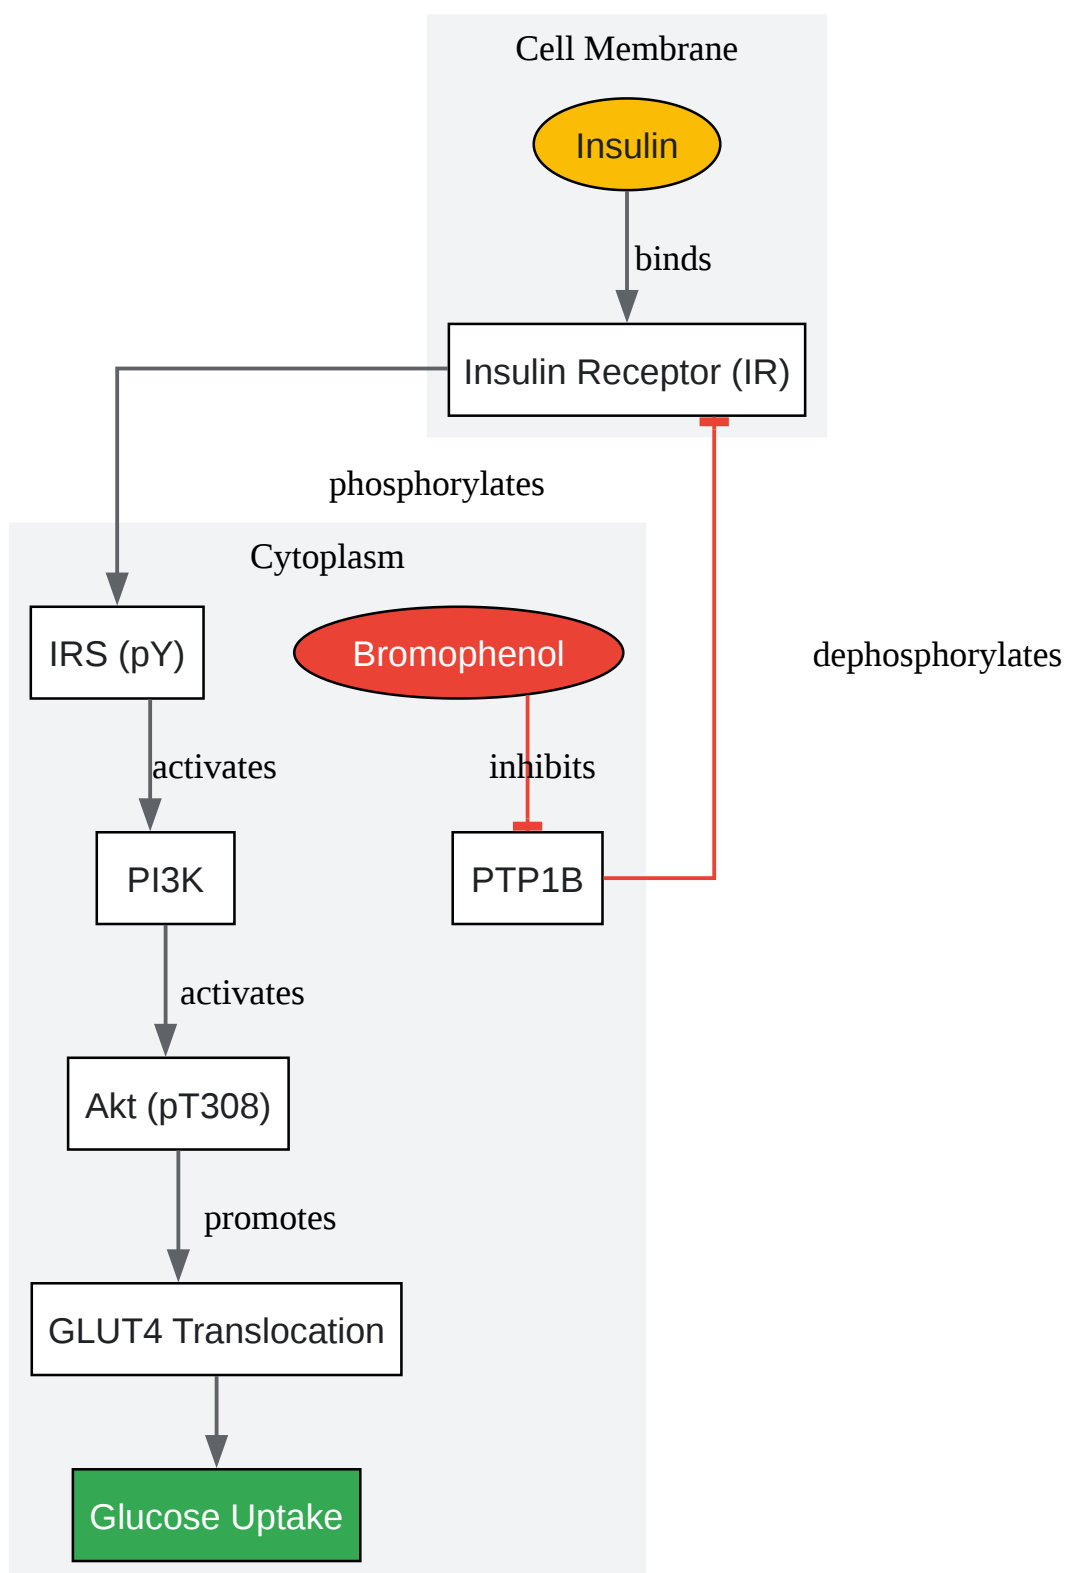 Cell Membrane
Insulin
binds
Insulin Receptor (IR)
phosphorylates
Cytoplasm
IRS (pY)
Bromophenol
dephosphorylates
activates
inhibits
PI3K
PTP1B
activates
Akt (pT308)
promotes
GLUT4 Translocation
Glucose Uptake